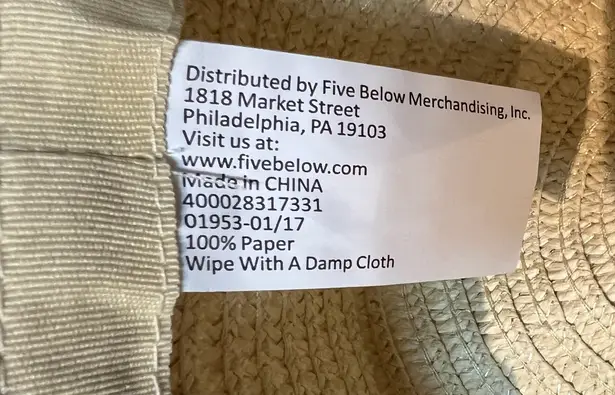 Distributed by Five Below Merchandising, Inc.
1818 Market Street
Philadelphia, PA 19103
Visit us at:
www.fivebelow.com
Made in CHINA
400028317331
01953-01/17
100% Paper
Wipe With A Damp Cloth